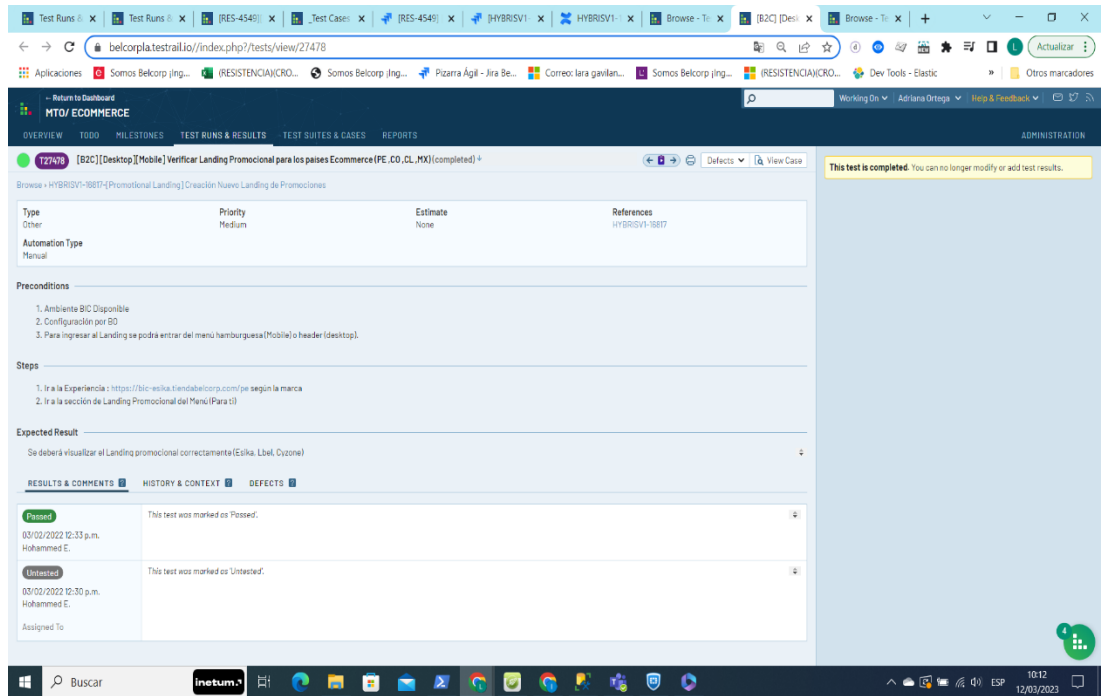 Test Runs &
Test Runs &
[RES-4549]
_Test Cases
[RES-4549]
[HYBRISV1-
HYBRISV1-
Browse - Te
[B2C] [Desk
Browse - Te
belcorpla.testrail.io//index.php?/tests/view/27478
L
Actualizar
Aplicaciones
Somos Belcorp ¡Ing...
(RESISTENCIA)(CRO...
Somos Belcorp ¡Ing...
Pizarra Ágil - Jira Be...
Correo: lara gavilan...
Somos Belcorp ¡Ing...
(RESISTENCIA)(CRO...
Dev Tools - Elastic
»
Otros marcadores
← Return to Dashboard
MTO/ ECOMMERCE
Working On
Adriana Ortega
Help & Feedback
OVERVIEW TODO MILESTONES TEST RUNS & RESULTS TEST SUITES & CASES REPORTS
ADMINISTRATION
T27478 [B2C][Desktop][Mobile] Verificar Landing Promocional para los paises Ecommerce (PE ,CO ,CL ,MX) (completed)
Defects
View Case
This test is completed. You can no longer modify or add test results.
Browse » HYBRISV1-16817-[Promotional Landing] Creación Nuevo Landing de Promociones
Type Priority Estimate References
Other Medium None HYBRISV1-16817
Automation Type
Manual
Preconditions
1. Ambiente BIC Disponible
2. Configuración por BO
3. Para ingresar al Landing se podrá entrar del menú hamburguesa (Mobile) o header (desktop).
Steps
1. Ir a la Experiencia : https://bic-esika.tiendabelcorp.com/pe según la marca
2. Ir a la sección de Landing Promocional del Menú (Para ti)
Expected Result
Se deberá visualizar el Landing promocional correctamente (Esika, Lbel, Cyzone)
RESULTS & COMMENTS ? HISTORY & CONTEXT ? DEFECTS ?
Passed
This test was marked as 'Passed'.
03/02/2022 12:33 p.m.
Hohammed E.
Untested
This test was marked as 'Untested'.
03/02/2022 12:30 p.m.
Hohammed E.
Assigned To
4
Buscar
inetum.
ESP
10:12
12/03/2023